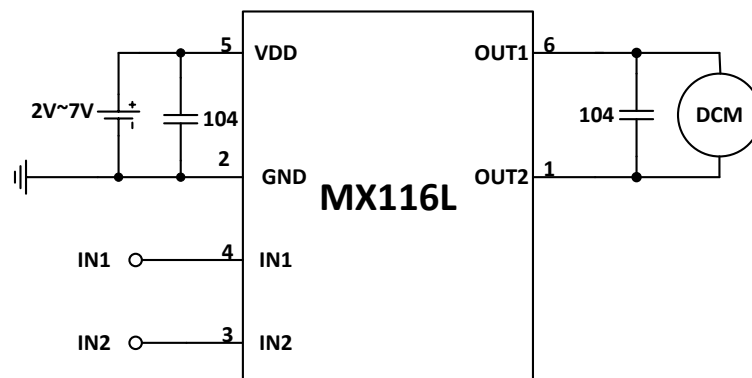 5 VDD OUT1 6
2V~7V + - 104 104 DCM
2 GND OUT2 1
MX116L
IN1 4 IN1
IN2 3 IN2